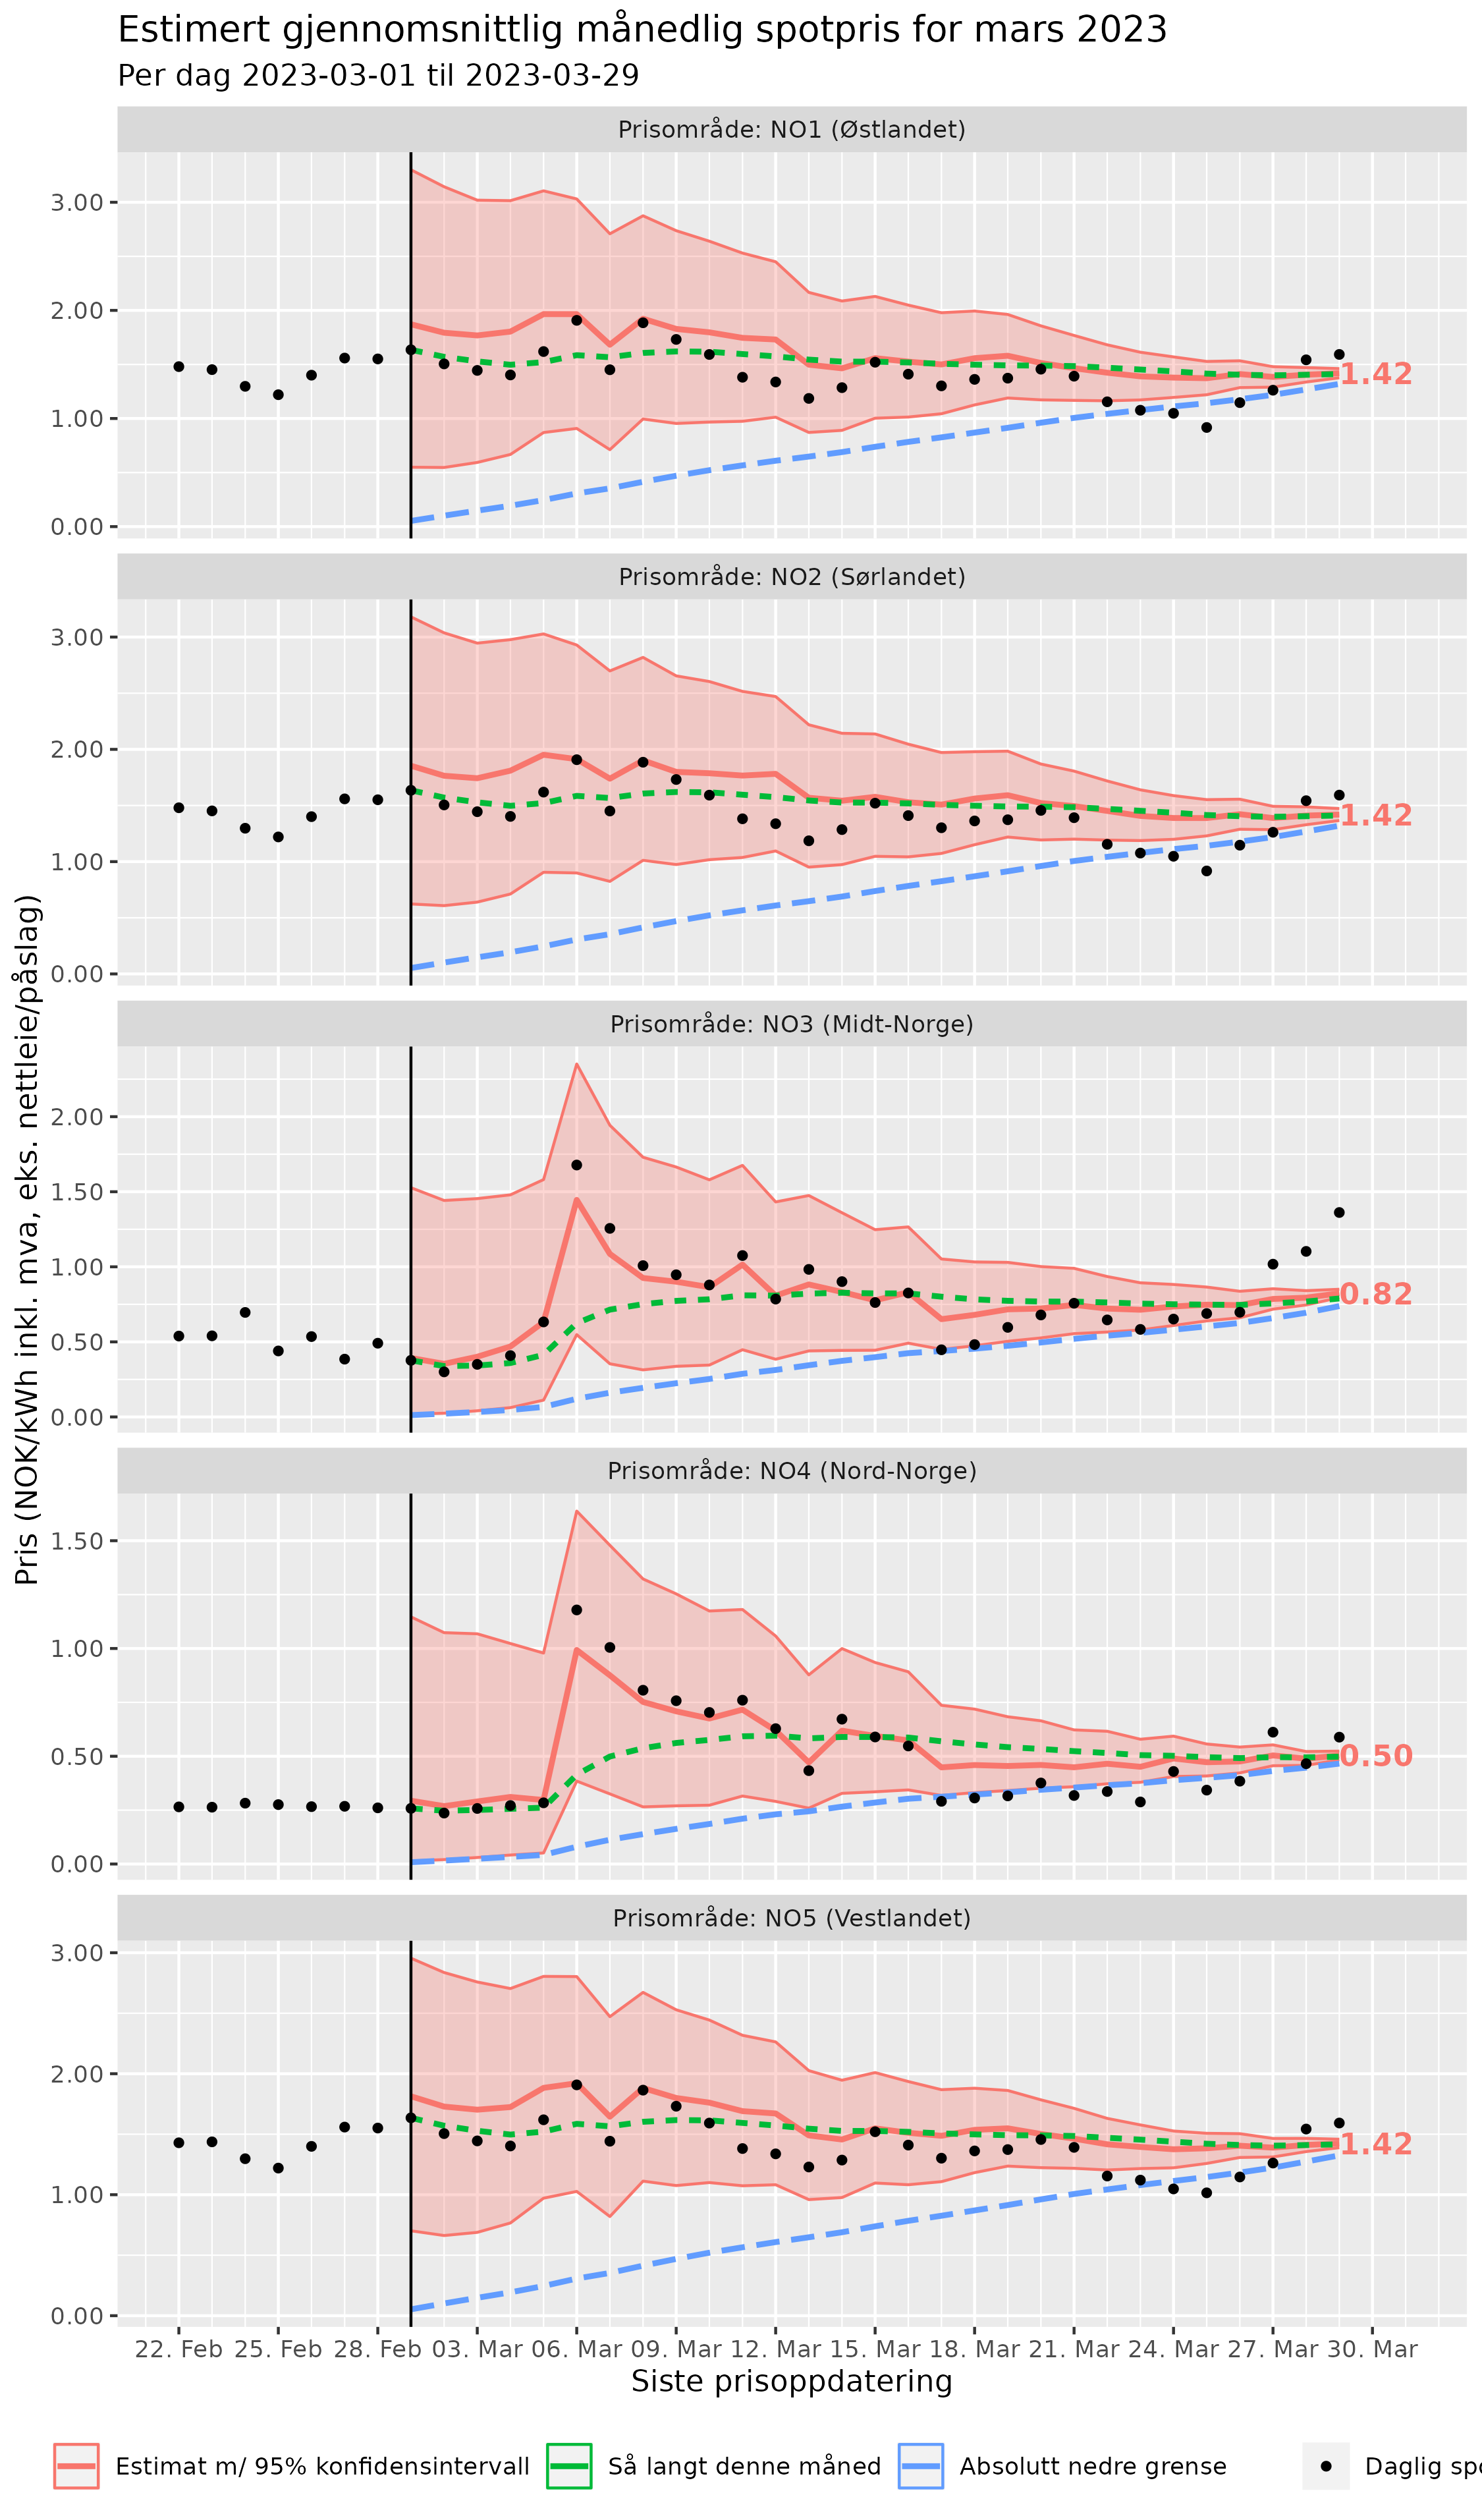 Estimert gjennomsnittlig månedlig spotpris for mars 2023
Per dag 2023-03-01 til 2023-03-29
Pris (NOK/kWh inkl. mva, eks. nettleie/påslag)
Prisområde: NO1 (Østlandet)
3.00
2.00
1.00
0.00
1.42
Prisområde: NO2 (Sørlandet)
3.00
2.00
1.00
0.00
1.42
Prisområde: NO3 (Midt-Norge)
2.00
1.50
1.00
0.50
0.00
0.82
Prisområde: NO4 (Nord-Norge)
1.50
1.00
0.50
0.00
0.50
Prisområde: NO5 (Vestlandet)
3.00
2.00
1.00
0.00
1.42
22. Feb 25. Feb 28. Feb 03. Mar 06. Mar 09. Mar 12. Mar 15. Mar 18. Mar 21. Mar 24. Mar 27. Mar 30. Mar
Siste prisoppdatering
Estimat m/ 95% konfidensintervall Så langt denne måned Absolutt nedre grense Daglig